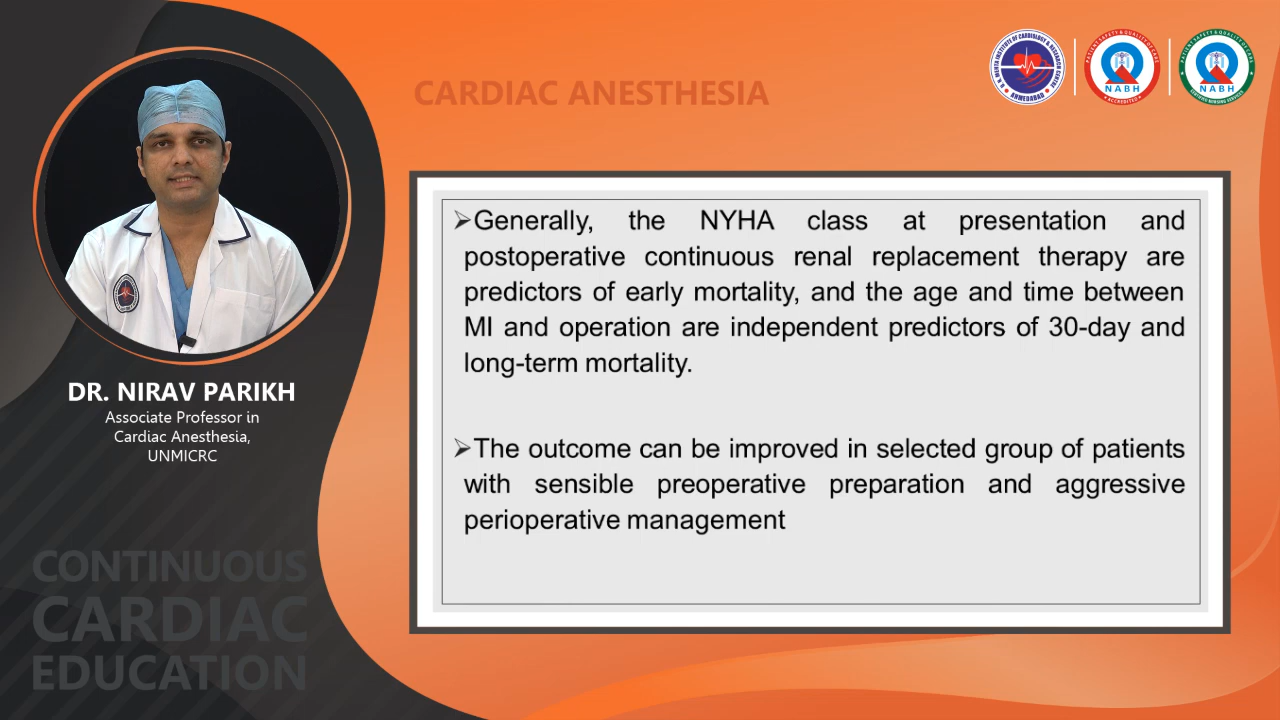 CARDIAC ANESTHESIA
NABH
NABH
➢Generally, the NYHA class at presentation and
postoperative continuous renal replacement therapy are
predictors of early mortality, and the age and time between
MI and operation are independent predictors of 30-day and
long-term mortality.
➢The outcome can be improved in selected group of patients
with sensible preoperative preparation and aggressive
perioperative management
DR. NIRAV PARIKH
Associate Professor in
Cardiac Anesthesia,
UNMICRC
CONTINUOUS
CARDIAC
EDUCATION